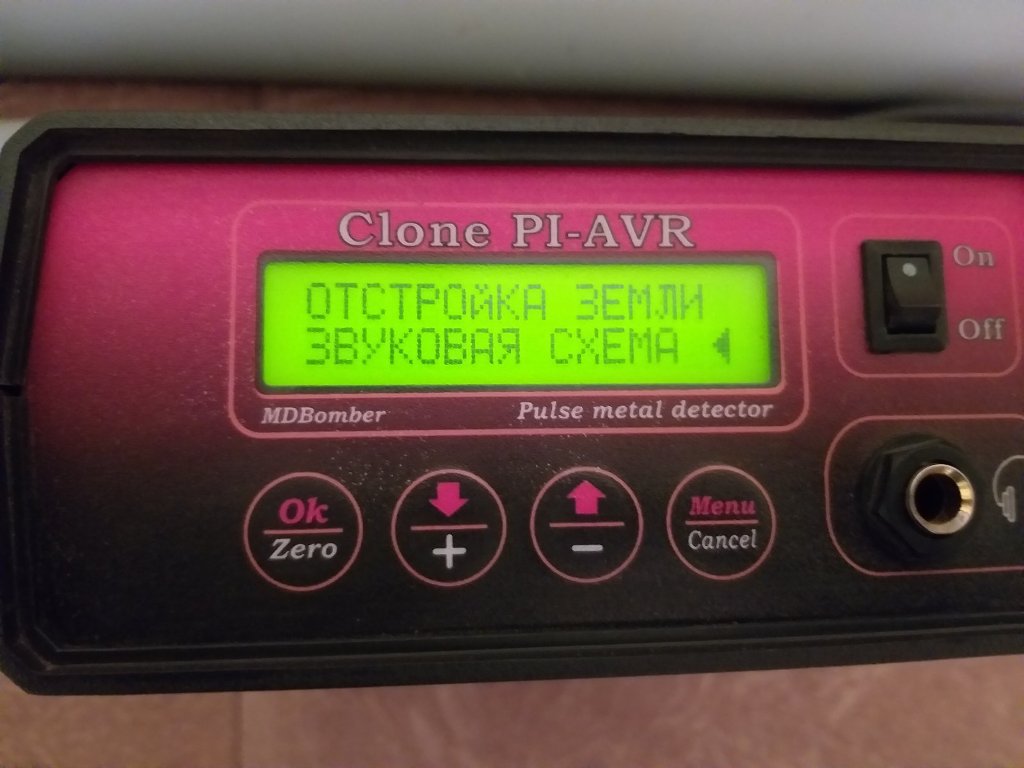 Clone PI-AVR
ОТСТРОЙКА ЗЕМЛИ
ЗВУКОВАЯ СХЕМА
MDBomber
Pulse metal detector
On
Off
Ok
Zero
+
−
Menu
Cancel